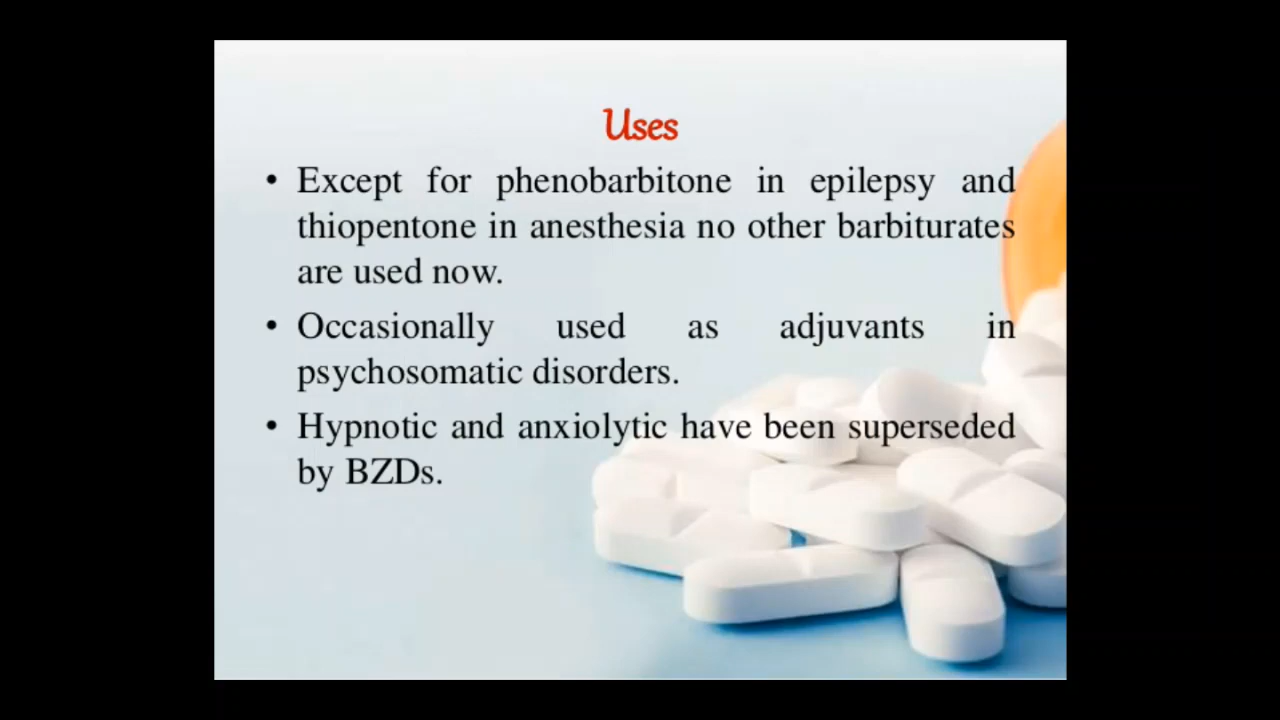 Uses
• Except for phenobarbitone in epilepsy and
thiopentone in anesthesia no other barbiturates
are used now.
• Occasionally used as adjuvants in
psychosomatic disorders.
• Hypnotic and anxiolytic have been superseded
by BZDs.